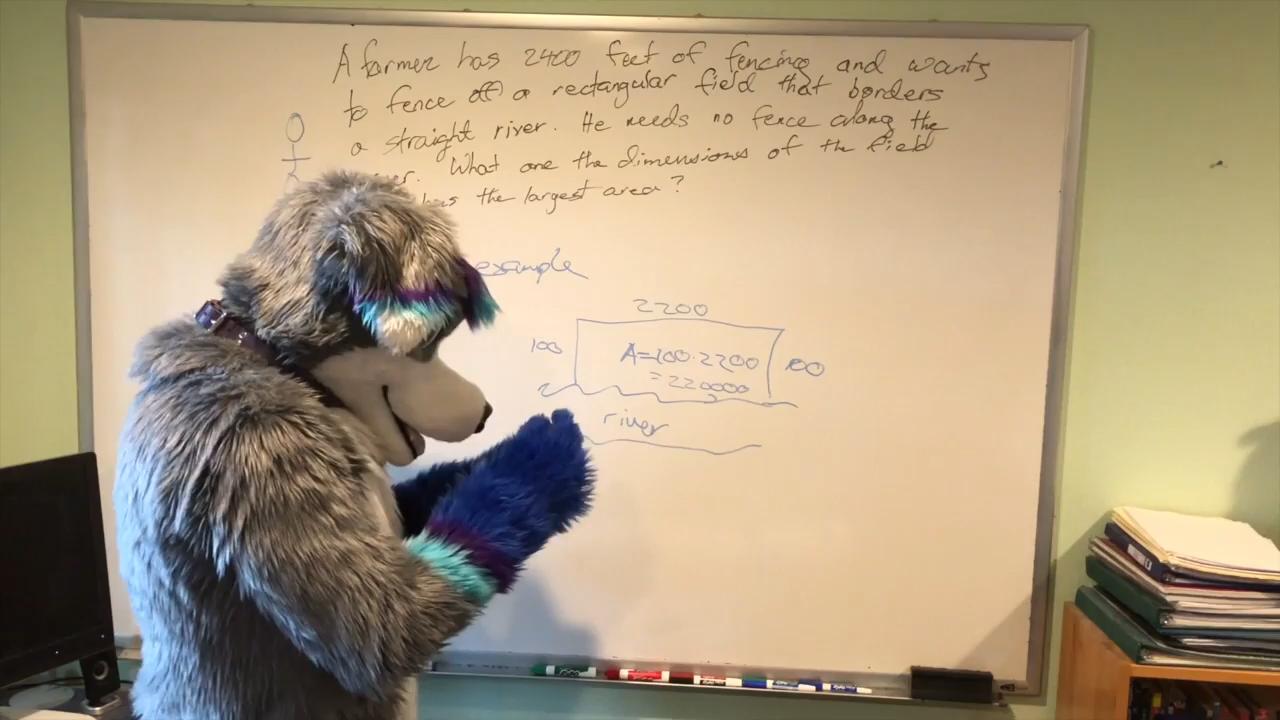 A farmer has 2400 feet of fencing and wants
to fence off a rectangular field that borders
a straight river. He needs no fence along the
What are the dimensions of the field
the largest area?
example
2200
100
A=100·2200
100
=220000
river